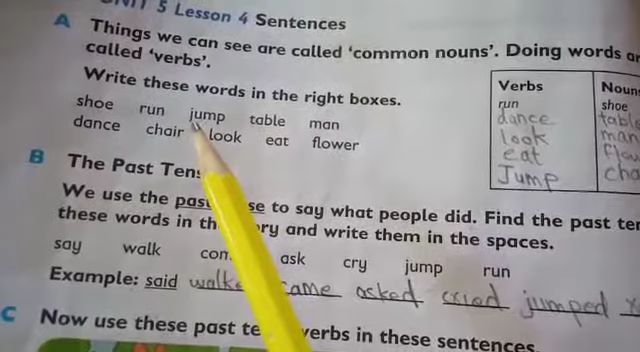 UNIT 5 Lesson 4 Sentences
A Things we can see are called 'common nouns'. Doing words
called 'verbs'.
Write these words in the right boxes.
shoe run jump table man
dance chair look eat flower
Verbs
run
dance
look
eat
Jump
Noun
shoe
table
man
B The Past
We use the to say what people did. Find the past
these words in and write them in the spaces.
say walk ask cry jump run
Example: said asked cried jumped
C Now use these past verbs in these sentences.